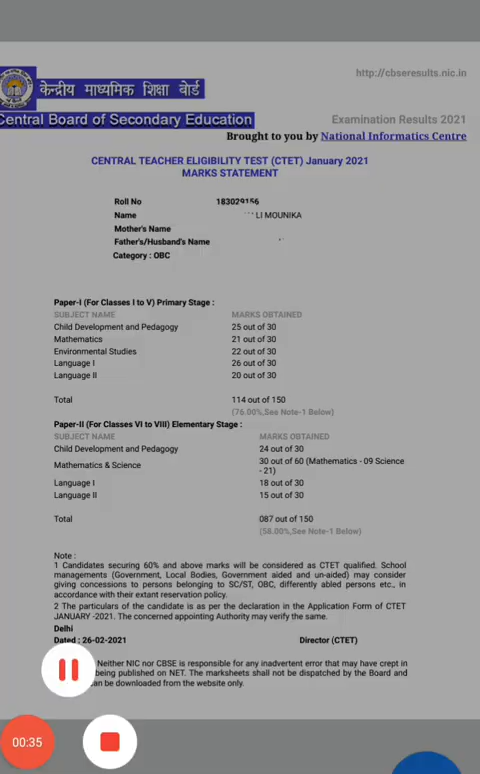 http://cbseresults.nic.in
केन्द्रीय माध्यमिक शिक्षा बोर्ड
Central Board of Secondary Education
Examination Results 2021
Brought to you by National Informatics Centre
CENTRAL TEACHER ELIGIBILITY TEST (CTET) January 2021
MARKS STATEMENT
Roll No 183029156
Name LI MOUNIKA
Mother's Name
Father's/Husband's Name
Category : OBC
Paper-I (For Classes I to V) Primary Stage :
SUBJECT NAME MARKS OBTAINED
Child Development and Pedagogy 25 out of 30
Mathematics 21 out of 30
Environmental Studies 22 out of 30
Language I 26 out of 30
Language II 20 out of 30
Total 114 out of 150
(76.00%,See Note-1 Below)
Paper-II (For Classes VI to VIII) Elementary Stage :
SUBJECT NAME MARKS OBTAINED
Child Development and Pedagogy 24 out of 30
Mathematics & Science 30 out of 60 (Mathematics - 09 Science
- 21)
Language I 18 out of 30
Language II 15 out of 30
Total 087 out of 150
(58.00%,See Note-1 Below)
Note :
1 Candidates securing 60% and above marks will be considered as CTET qualified. School
managements (Government, Local Bodies, Government aided and un-aided) may consider
giving concessions to persons belonging to SC/ST, OBC, differently abled persons etc., in
accordance with their extant reservation policy.
2 The particulars of the candidate is as per the declaration in the Application Form of CTET
JANUARY -2021. The concerned appointing Authority may verify the same.
Delhi
Dated : 26-02-2021 Director (CTET)
Neither NIC nor CBSE is responsible for any inadvertent error that may have crept in
being published on NET. The marksheets shall not be dispatched by the Board and
an be downloaded from the website only.
00:35